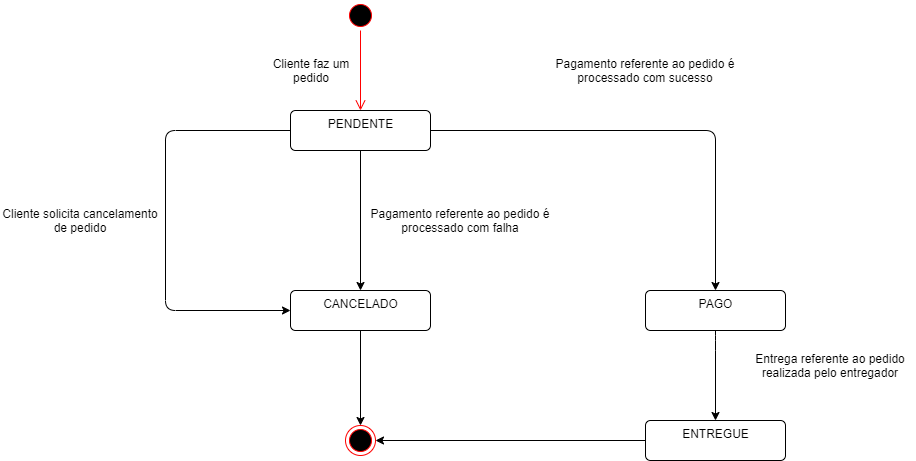 Cliente faz um
pedido
Pagamento referente ao pedido é
processado com sucesso
PENDENTE
Cliente solicita cancelamento
de pedido
Pagamento referente ao pedido é
processado com falha
CANCELADO
PAGO
Entrega referente ao pedido
realizada pelo entregador
ENTREGUE